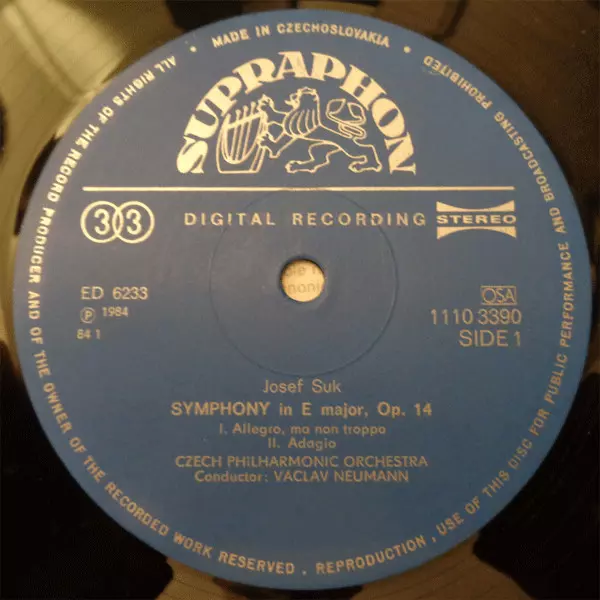 ALL RIGHTS OF THE RECORD PRODUCER AND OF THE OWNER OF THE RECORDED WORK RESERVED . REPRODUCTION , USE OF THIS DISC FOR PUBLIC PERFORMANCE AND BROADCASTING PROHIBITED
• MADE IN CZECHOSLOVAKIA •
SUPRAPHON
33 DIGITAL RECORDING STEREO
ED 6233 OSA
℗ 1984 1110 3390
84 1 SIDE 1
Josef Suk
SYMPHONY in E major, Op. 14
I. Allegro, ma non troppo
II. Adagio
CZECH PHILHARMONIC ORCHESTRA
Conductor: VÁCLAV NEUMANN